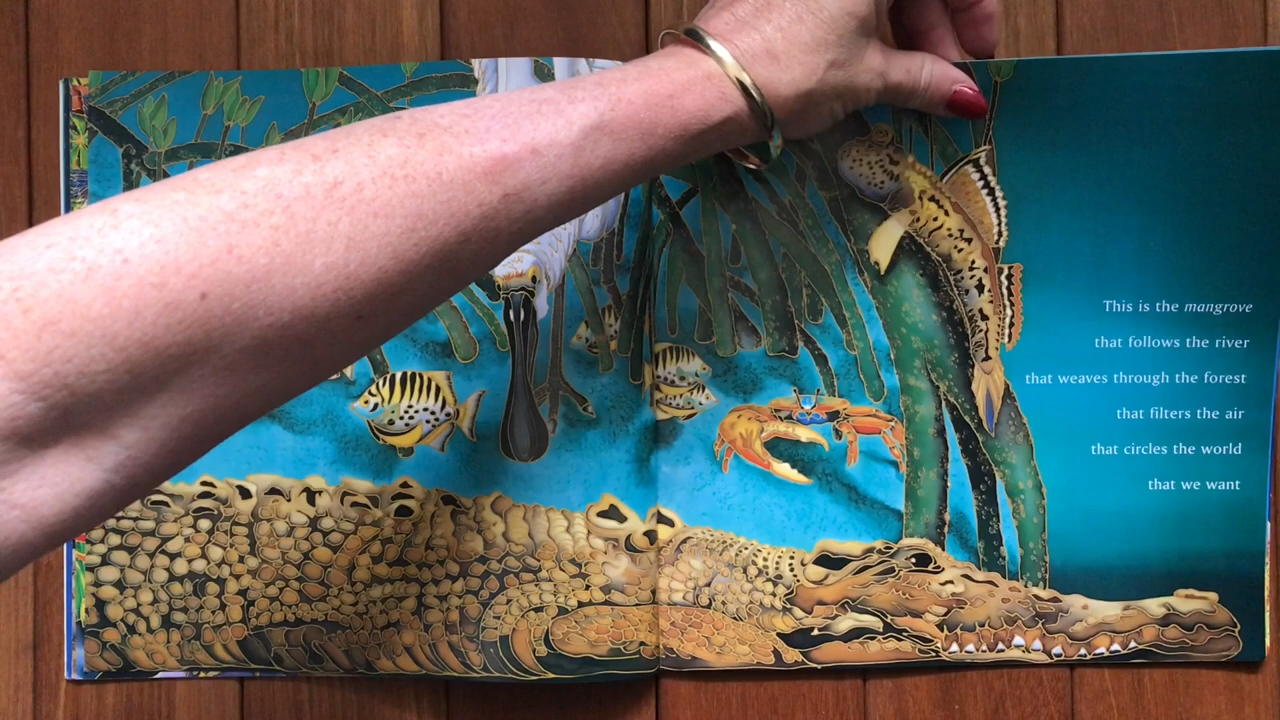 This is the mangrove
that follows the river
that weaves through the forest
that filters the air
that circles the world
that we want